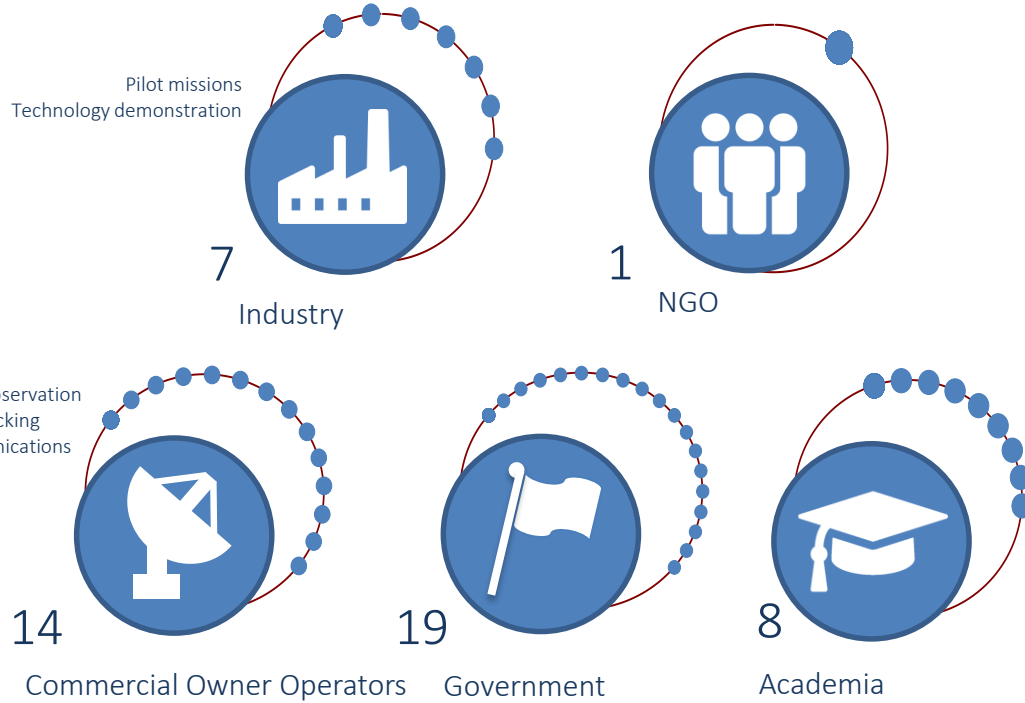 Pilot missions
Technology demonstration
7
Industry
1
NGO
14
Commercial Owner Operators
19
Government
8
Academia